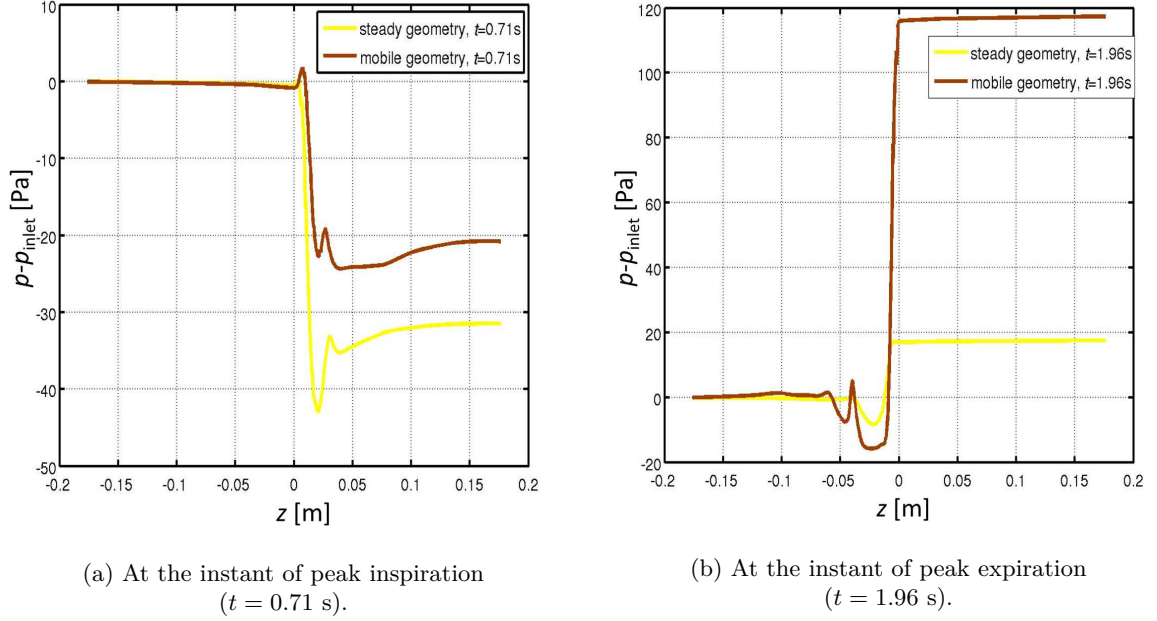 10
0
-10
-20
-30
-40
-50
-0.2 -0.15 -0.1 -0.05 0 0.05 0.1 0.15 0.2
p-p_inlet [Pa]
z [m]
steady geometry, t=0.71s
mobile geometry, t=0.71s
(a) At the instant of peak inspiration
(t = 0.71 s).
120
100
80
60
40
20
0
-20
-0.2 -0.15 -0.1 -0.05 0 0.05 0.1 0.15 0.2
p-p_inlet [Pa]
z [m]
steady geometry, t=1.96s
mobile geometry, t=1.96s
(b) At the instant of peak expiration
(t = 1.96 s).